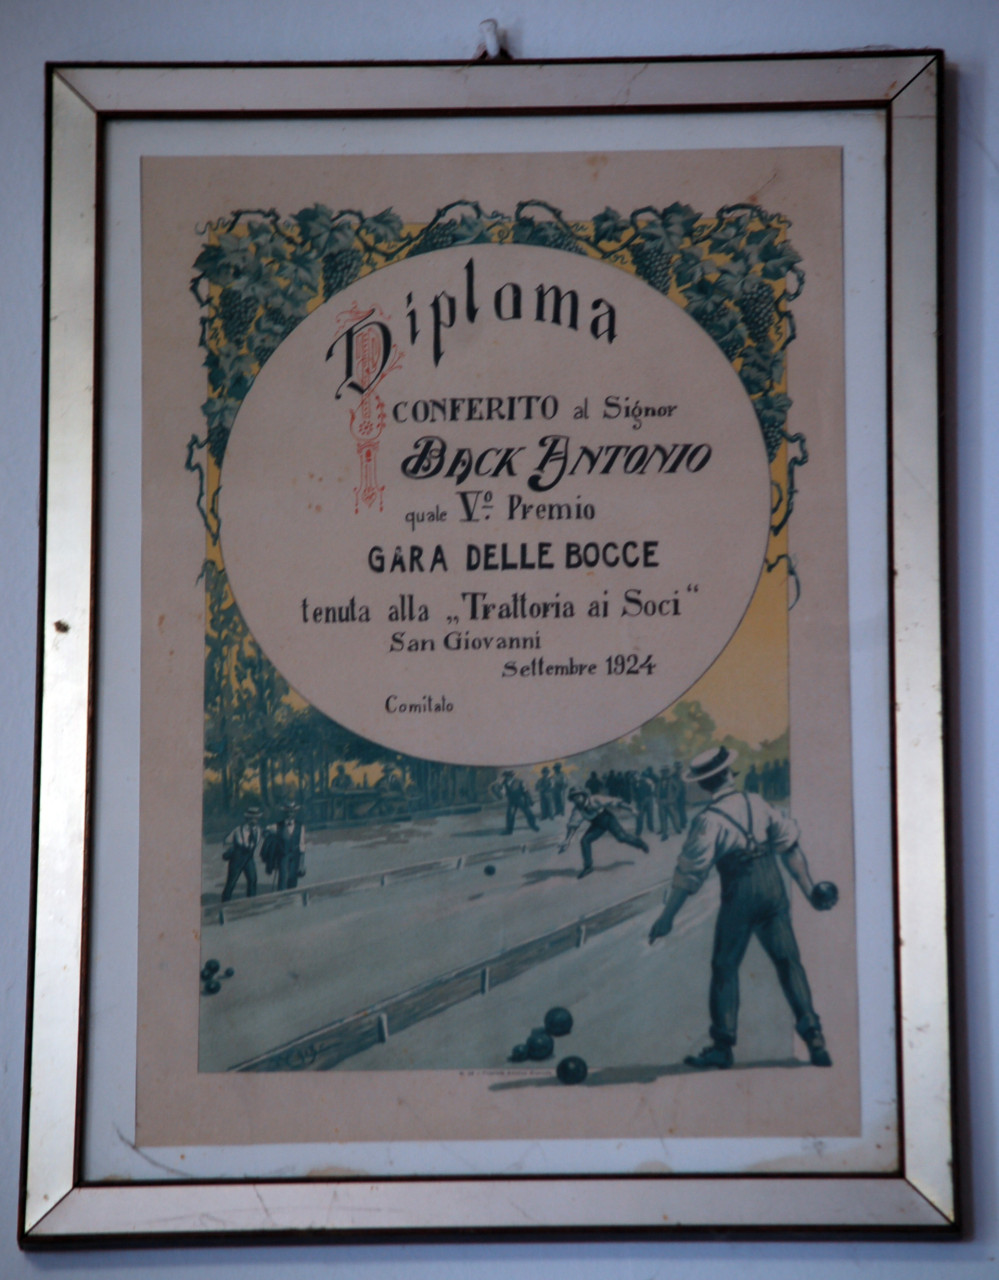 Diploma
CONFERITO al Signor
BACK ANTONIO
quale Vº. Premio
GARA DELLE BOCCE
tenuta alla „Trattoria ai Soci“
San Giovanni
Settembre 1924
Comitato